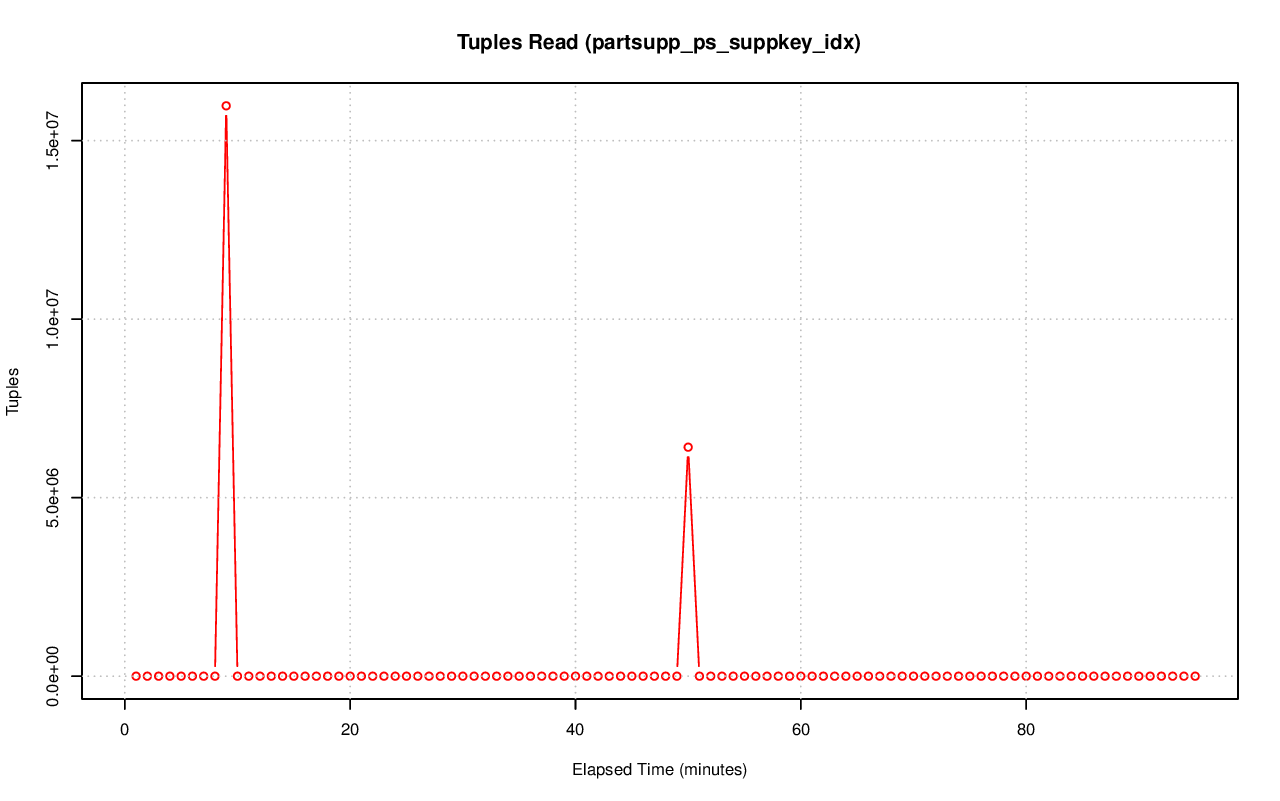 Tuples Read (partsupp_ps_suppkey_idx)
Tuples
1.5e+07
1.0e+07
5.0e+06
0.0e+00
0 20 40 60 80
Elapsed Time (minutes)